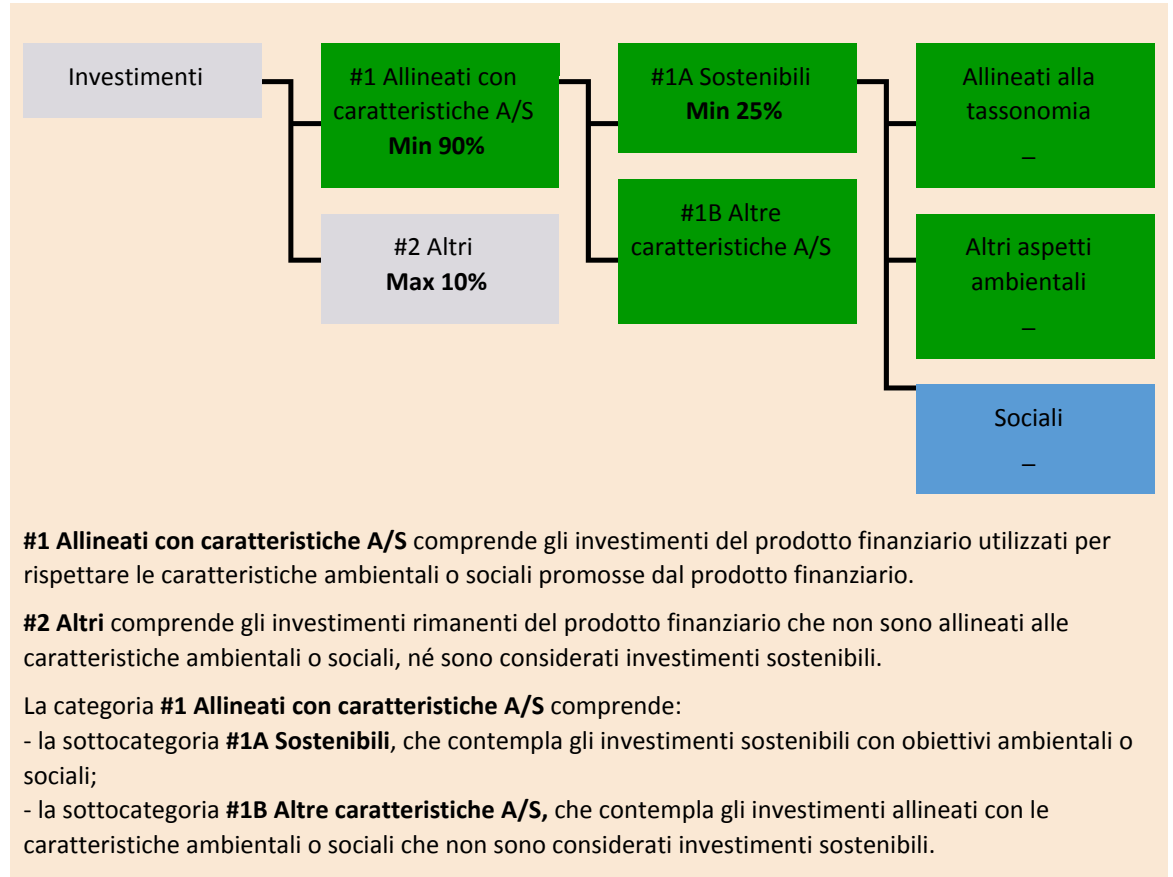 Investimenti
#1 Allineati con
caratteristiche A/S
Min 90%
#2 Altri
Max 10%
#1A Sostenibili
Min 25%
#1B Altre
caratteristiche A/S
Allineati alla
tassonomia
–
Altri aspetti
ambientali
–
Sociali
–
#1 Allineati con caratteristiche A/S comprende gli investimenti del prodotto finanziario utilizzati per
rispettare le caratteristiche ambientali o sociali promosse dal prodotto finanziario.
#2 Altri comprende gli investimenti rimanenti del prodotto finanziario che non sono allineati alle
caratteristiche ambientali o sociali, né sono considerati investimenti sostenibili.
La categoria #1 Allineati con caratteristiche A/S comprende:
- la sottocategoria #1A Sostenibili, che contempla gli investimenti sostenibili con obiettivi ambientali o
sociali;
- la sottocategoria #1B Altre caratteristiche A/S, che contempla gli investimenti allineati con le
caratteristiche ambientali o sociali che non sono considerati investimenti sostenibili.